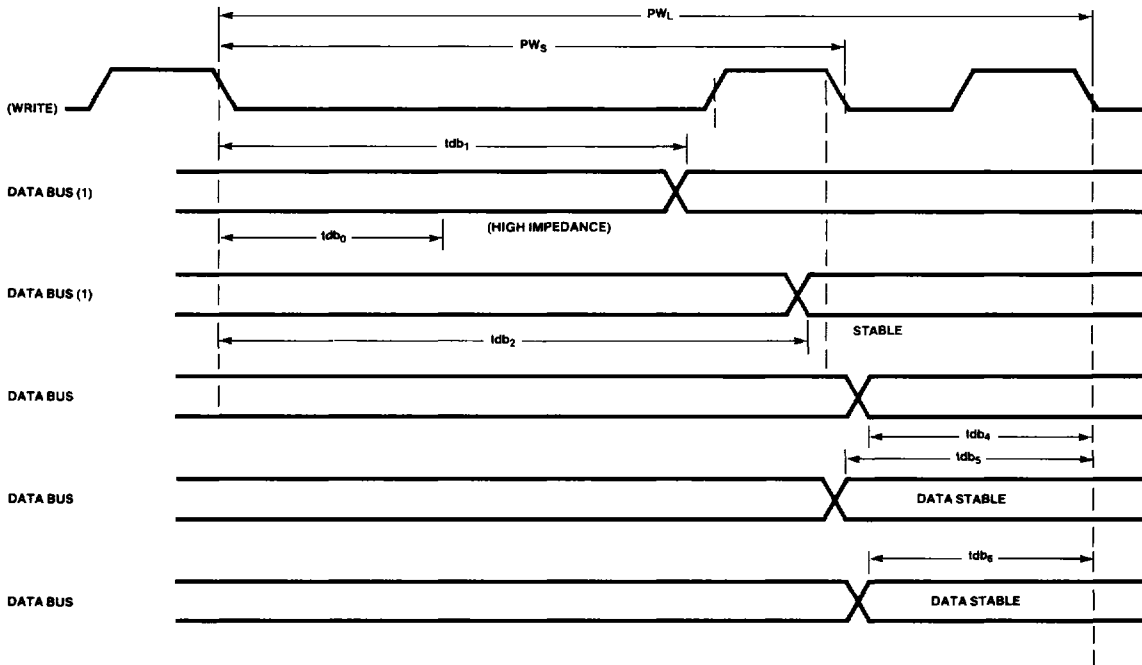 PWL
PWS
(WRITE)
tdb1
DATA BUS (1)
(HIGH IMPEDANCE)
tdb0
DATA BUS (1)
STABLE
tdb2
DATA BUS
tdb4
tdb5
DATA BUS
DATA STABLE
tdb6
DATA BUS
DATA STABLE